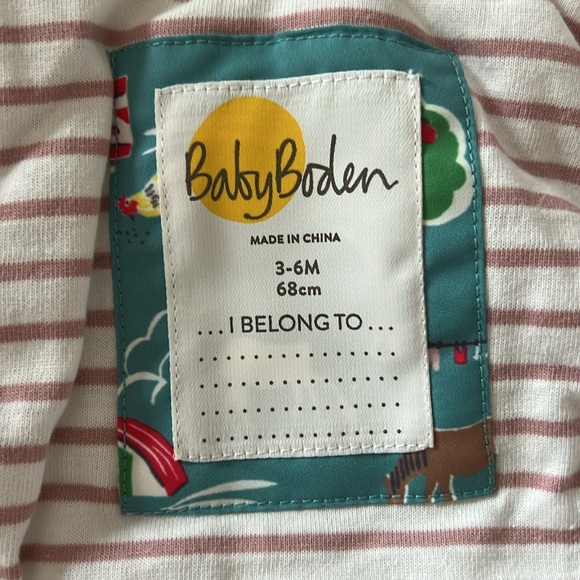 BabyBoden
MADE IN CHINA
3-6M
68cm
...I BELONG TO...